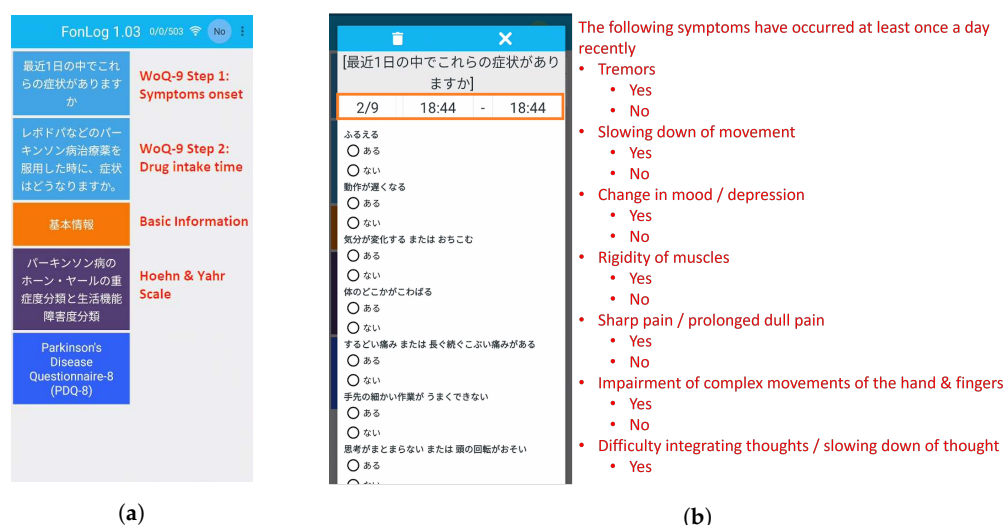 FonLog 1.03 0/0/503 No
最近1日の中でこれ
らの症状があります
か
WoQ-9 Step 1:
Symptoms onset
レボドパなどのパー
キンソン病治療薬を
服用した時に、症状
はどうなりますか。
WoQ-9 Step 2:
Drug intake time
基本情報
Basic Information
パーキンソン病の
ホーン・ヤールの重
症度分類と生活機能
障害度分類
Hoehn & Yahr
Scale
Parkinson's
Disease
Questionnaire-8
(PDQ-8)
(a)
[最近1日の中でこれらの症状があり
ますか]
2/9 18:44 - 18:44
ふるえる
ある
ない
動作が遅くなる
ある
ない
気分が変化する または おちこむ
ある
ない
体のどこかがこわばる
ある
ない
するどい痛み または 長ぐ続ぐこぶい痛みがある
ある
ない
手先の細かい作業が うまくできない
ある
ない
思考がまとまらない または 頭の回転がおそい
ある
The following symptoms have occurred at least once a day
recently
• Tremors
• Yes
• No
• Slowing down of movement
• Yes
• No
• Change in mood / depression
• Yes
• No
• Rigidity of muscles
• Yes
• No
• Sharp pain / prolonged dull pain
• Yes
• No
• Impairment of complex movements of the hand & fingers
• Yes
• No
• Difficulty integrating thoughts / slowing down of thought
• Yes
(b)